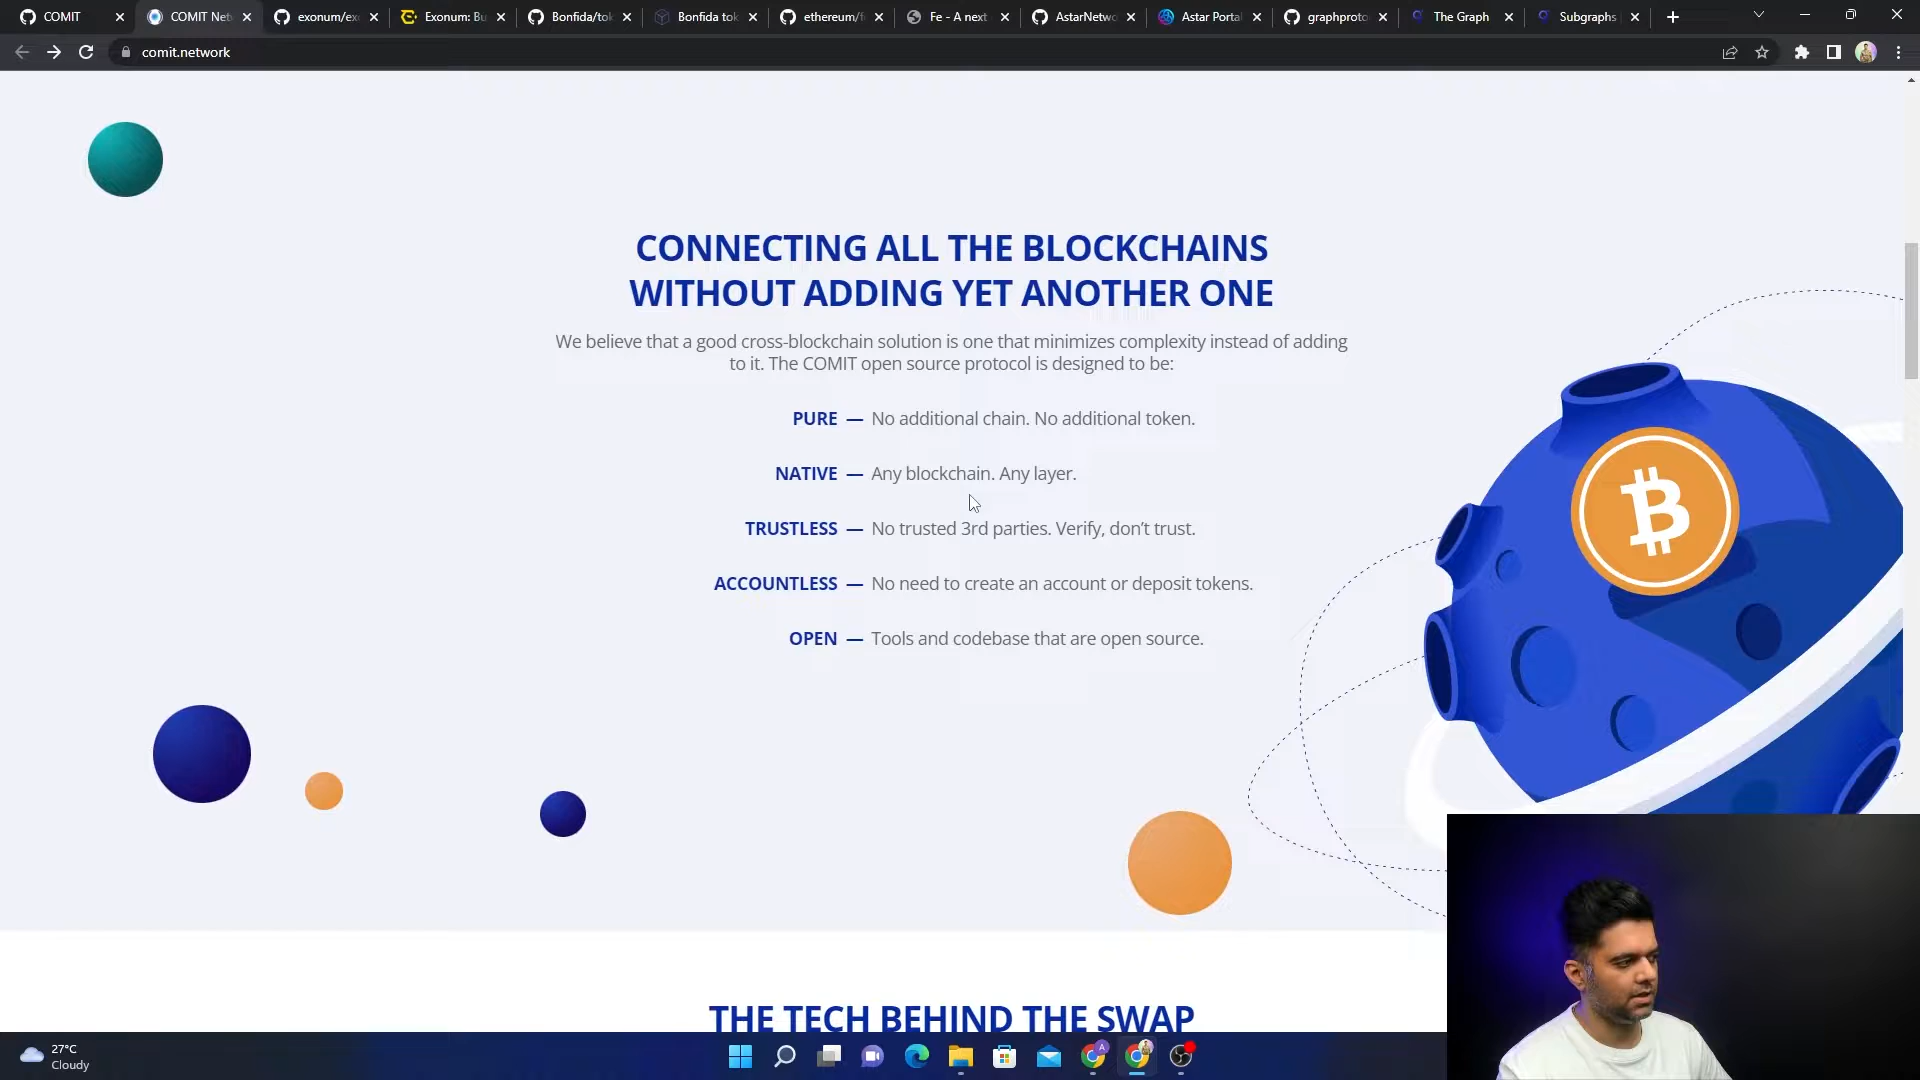 COMIT
COMIT Net
exonum/ex
Exonum: Bu
Bonfida/tok
Bonfida tok
ethereum/f
Fe - A next
AstarNetwo
Astar Portal
graphproto
The Graph
Subgraphs
comit.network
CONNECTING ALL THE BLOCKCHAINS
WITHOUT ADDING YET ANOTHER ONE
We believe that a good cross-blockchain solution is one that minimizes complexity instead of adding
to it. The COMIT open source protocol is designed to be:
PURE — No additional chain. No additional token.
NATIVE — Any blockchain. Any layer.
TRUSTLESS — No trusted 3rd parties. Verify, don’t trust.
ACCOUNTLESS — No need to create an account or deposit tokens.
OPEN — Tools and codebase that are open source.
THE TECH BEHIND THE SWAP
27°C
Cloudy